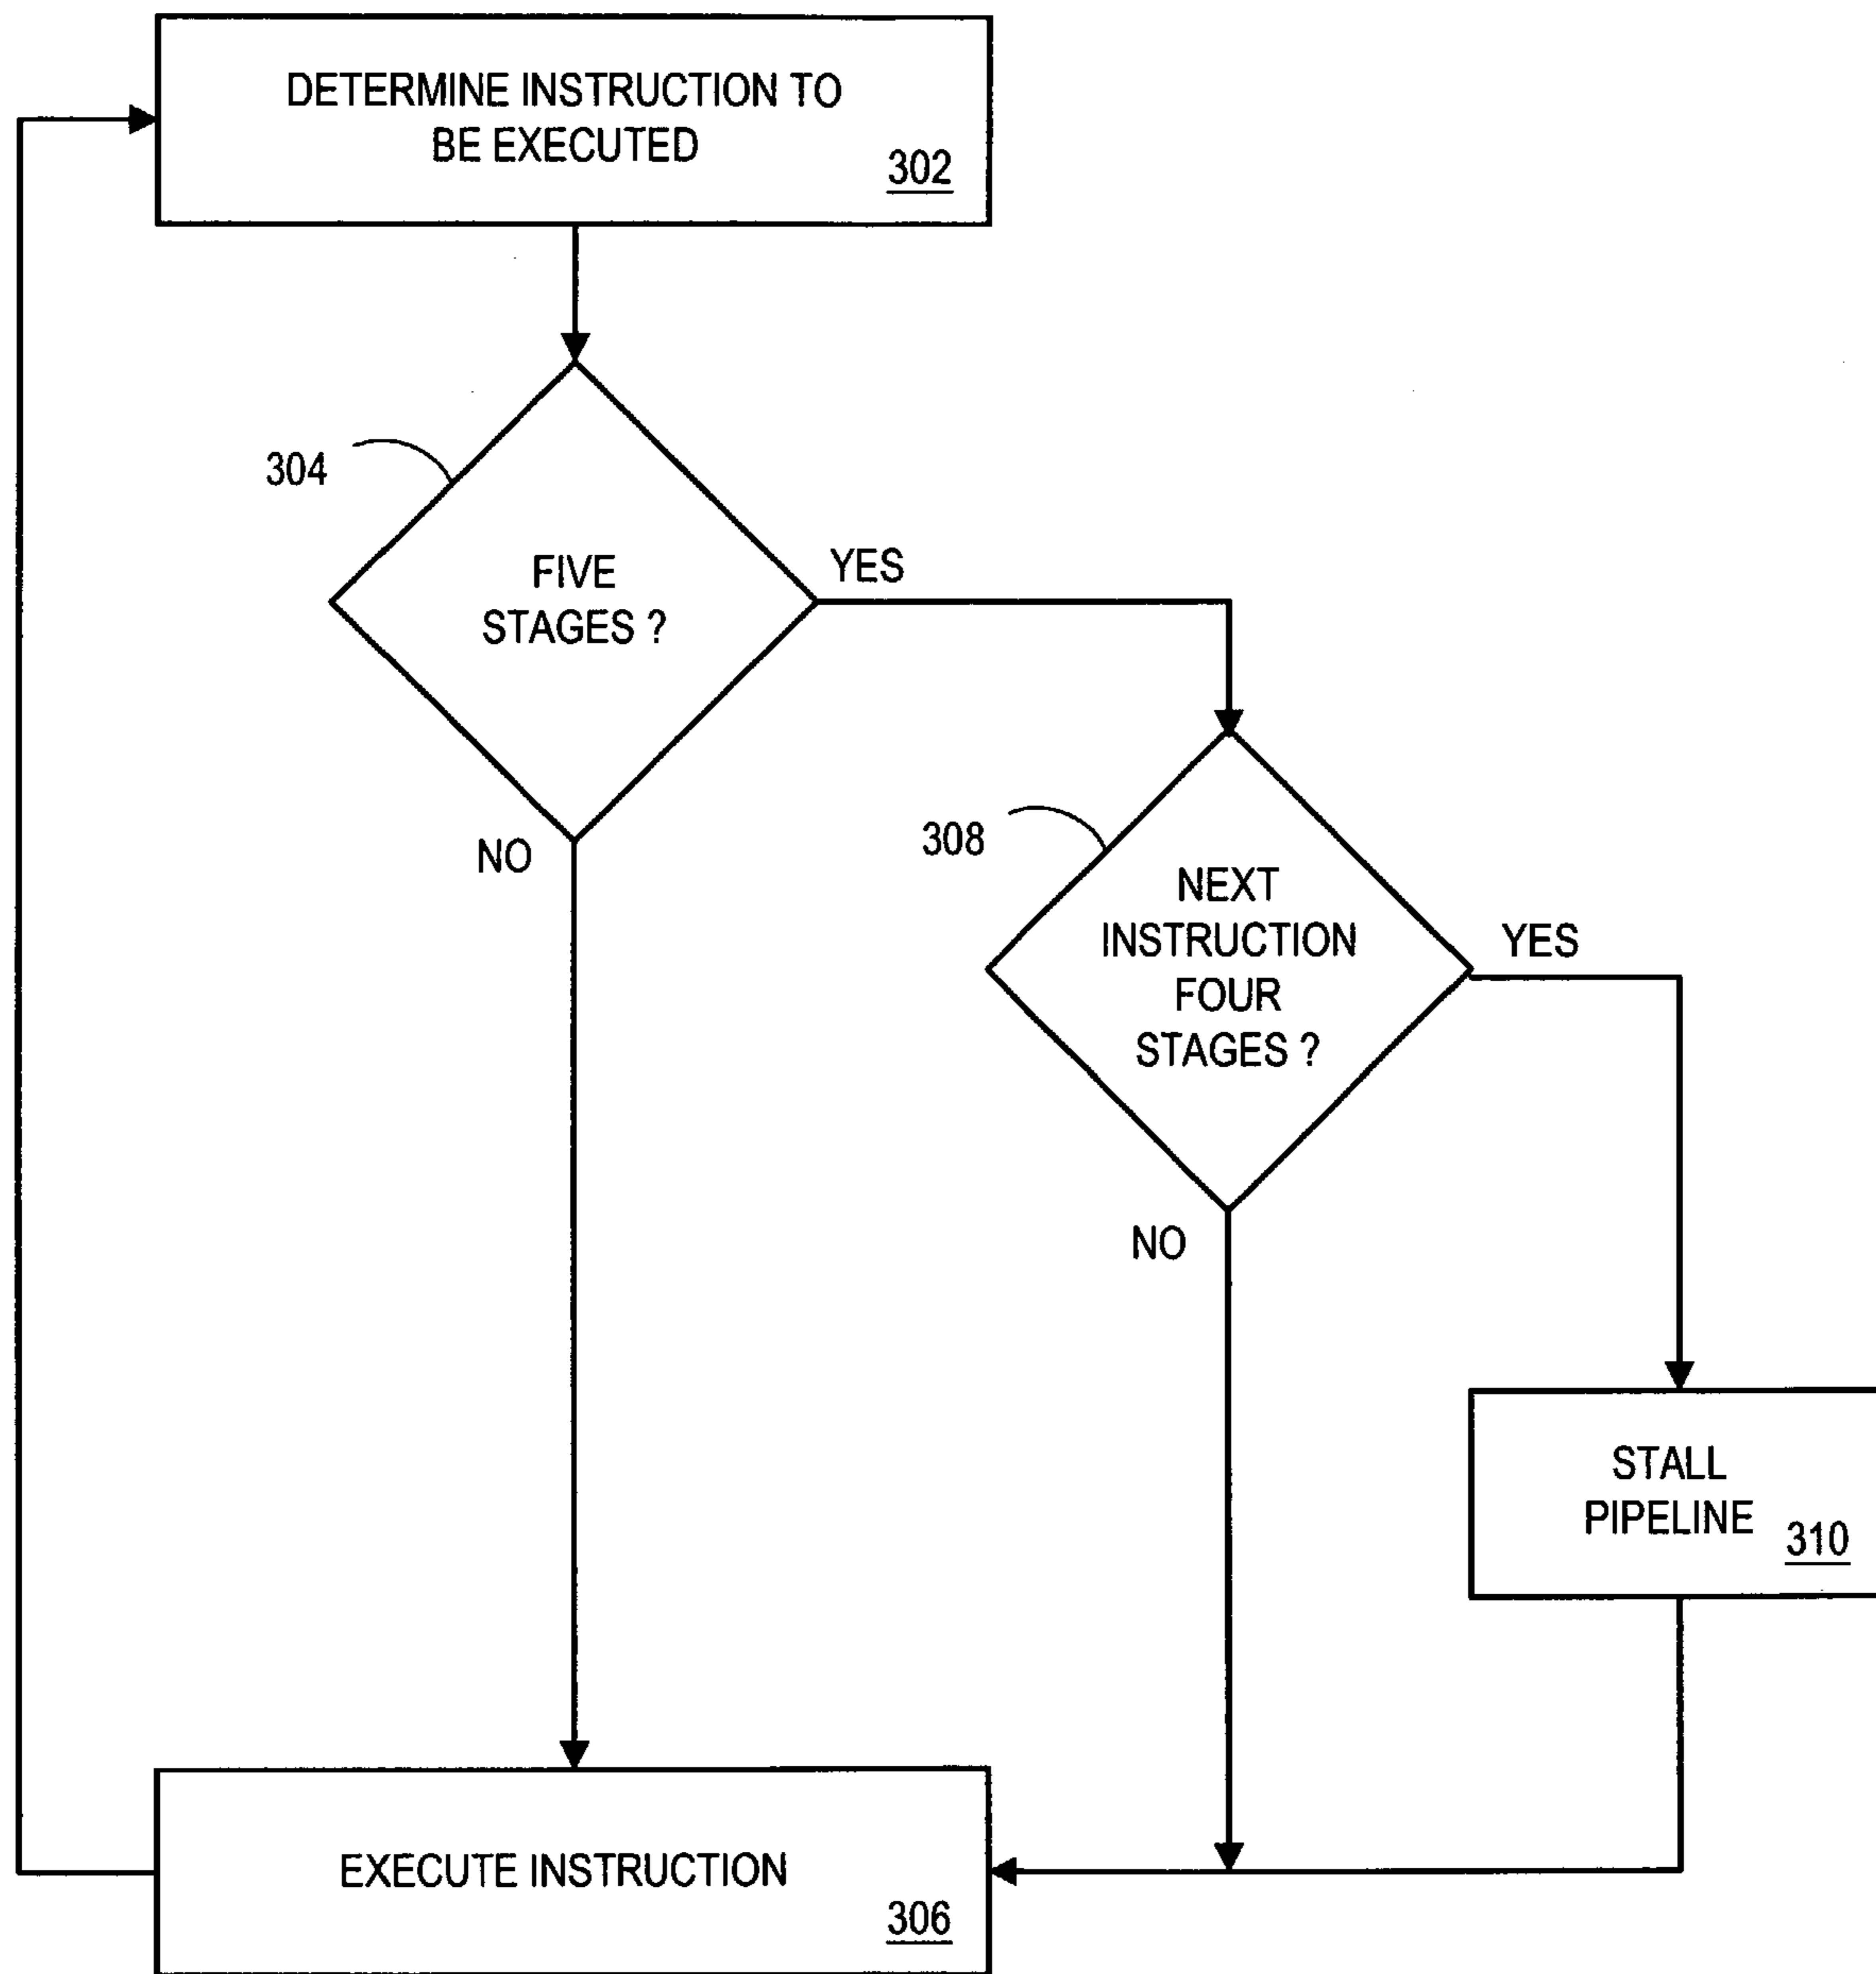 DETERMINE INSTRUCTION TO
BE EXECUTED
302
304
FIVE
STAGES ?
YES
NO
308
NEXT
INSTRUCTION
FOUR
STAGES ?
YES
NO
STALL
PIPELINE
310
EXECUTE INSTRUCTION
306